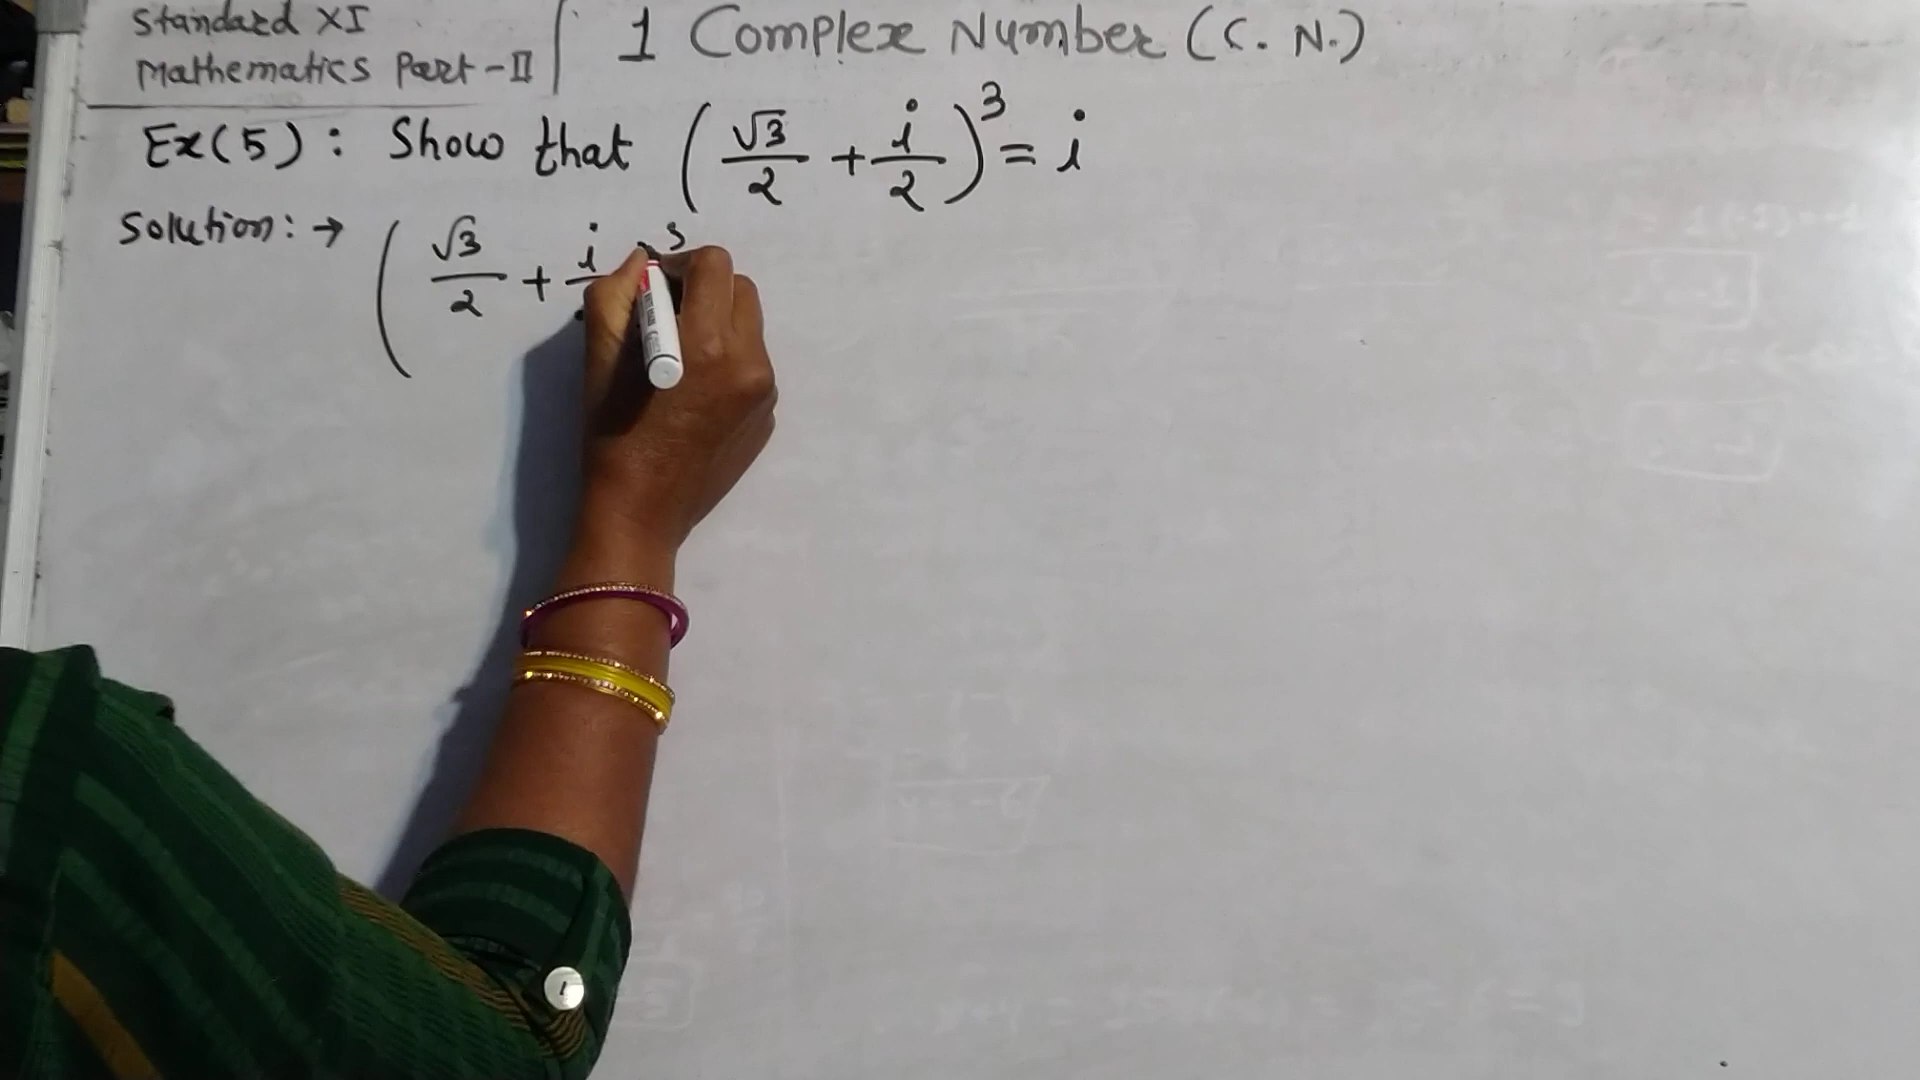 Standard XI
Mathematics Part-II
1 Complex Number (C. N.)
Ex(5): Show that (√3/2 + i/2)³ = i
Solution: → (√3/2 + i